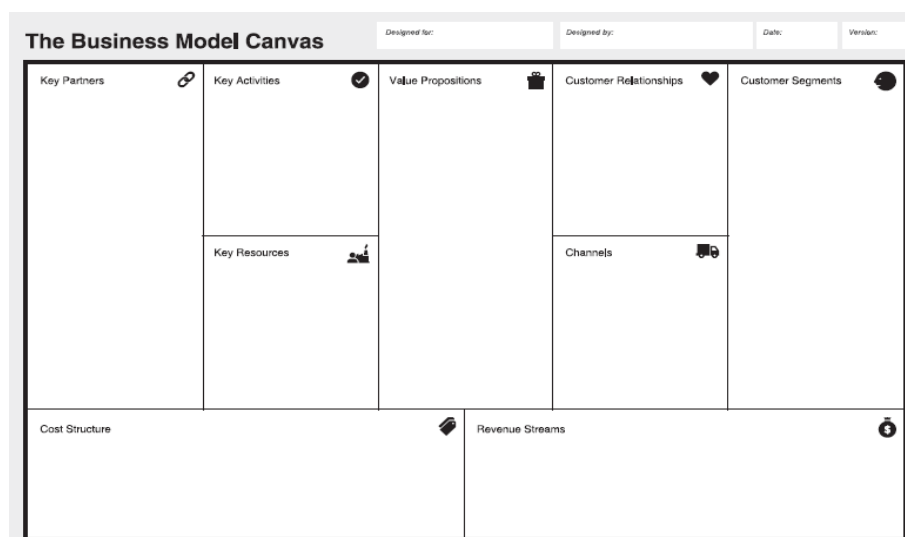 The Business Model Canvas
Designed for:
Designed by:
Date:
Version:
Key Partners
Key Activities
Value Propositions
Customer Relationships
Customer Segments
Key Resources
Channels
Cost Structure
Revenue Streams
$